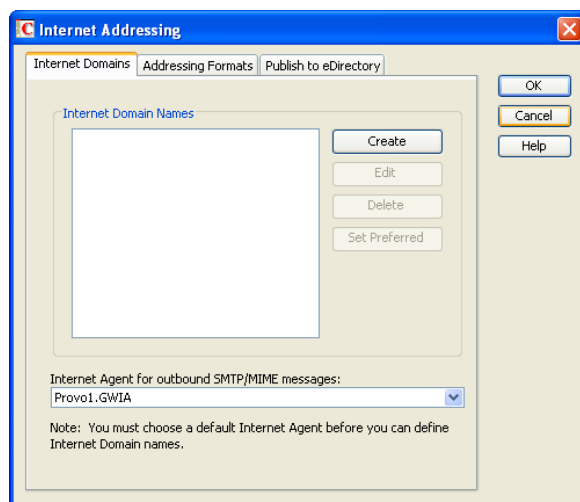 Internet Addressing
Internet Domains Addressing Formats Publish to eDirectory
OK
Cancel
Help
Internet Domain Names
Create
Edit
Delete
Set Preferred
Internet Agent for outbound SMTP/MIME messages:
Provo1.GWIA
Note: You must choose a default Internet Agent before you can define
Internet Domain names.